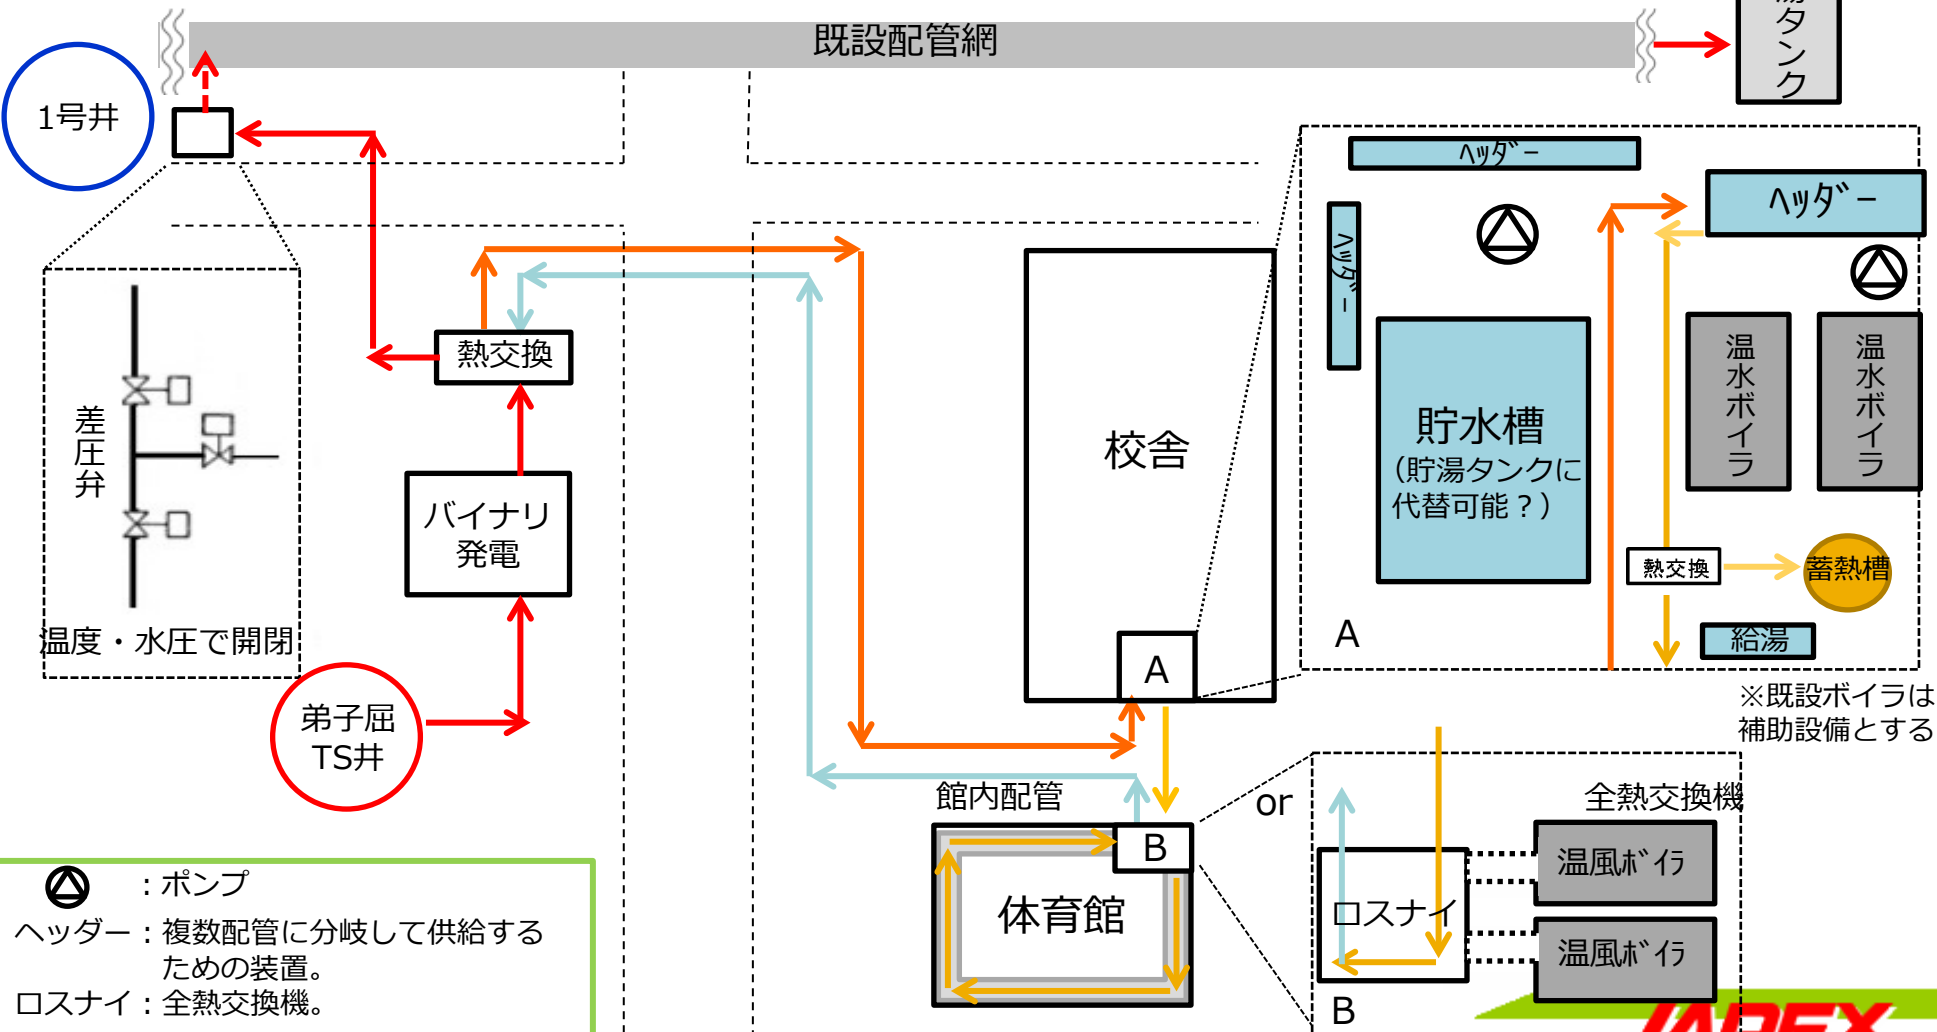 既設配管網
湯タンク
1号井
ヘッダー
ヘッダー
ヘッダー
熱交換
差圧弁
温度・水圧で開閉
バイナリ
発電
弟子屈
TS井
校舎
A
貯水槽
(貯湯タンクに
代替可能？)
温水ボイラ
温水ボイラ
熱交換
蓄熱槽
給湯
A
※既設ボイラは
補助設備とする
館内配管
B
体育館
or
全熱交換機
ロスナイ
温風ボイラ
温風ボイラ
B
：ポンプ
ヘッダー：複数配管に分岐して供給する
ための装置。
ロスナイ：全熱交換機。
JAPEX